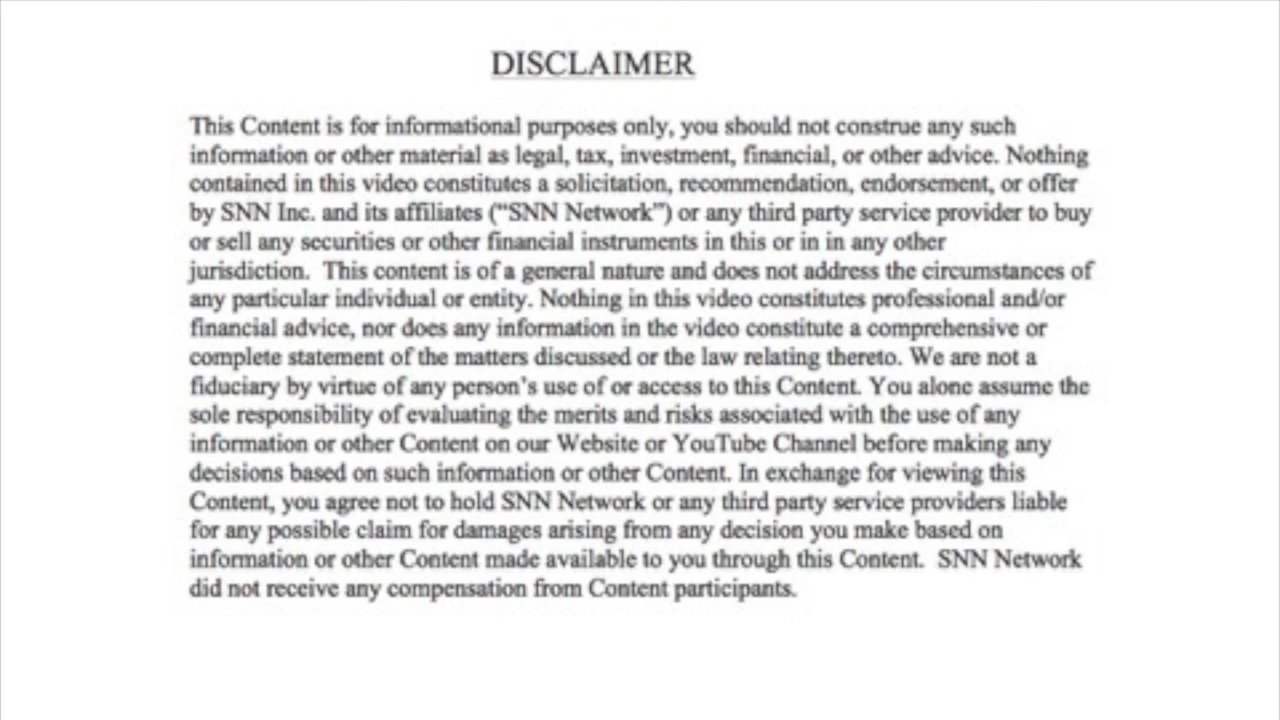 DISCLAIMER
This Content is for informational purposes only, you should not construe any such
information or other material as legal, tax, investment, financial, or other advice. Nothing
contained in this video constitutes a solicitation, recommendation, endorsement, or offer
by SNN Inc. and its affiliates (“SNN Network”) or any third party service provider to buy
or sell any securities or other financial instruments in this or in in any other
jurisdiction.  This content is of a general nature and does not address the circumstances of
any particular individual or entity. Nothing in this video constitutes professional and/or
financial advice, nor does any information in the video constitute a comprehensive or
complete statement of the matters discussed or the law relating thereto. We are not a
fiduciary by virtue of any person’s use of or access to this Content. You alone assume the
sole responsibility of evaluating the merits and risks associated with the use of any
information or other Content on our Website or YouTube Channel before making any
decisions based on such information or other Content. In exchange for viewing this
Content, you agree not to hold SNN Network or any third party service providers liable
for any possible claim for damages arising from any decision you make based on
information or other Content made available to you through this Content.  SNN Network
did not receive any compensation from Content participants.